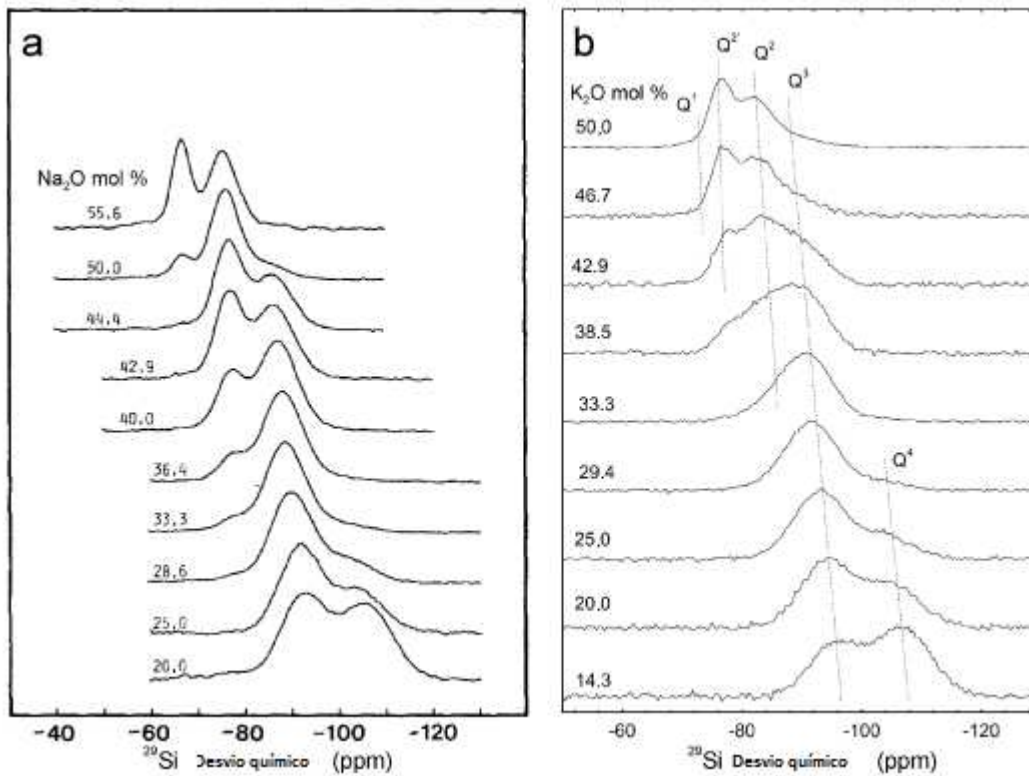 a
Na₂O mol %
55,6
50,0
44,4
42,9
40,0
36,4
33,3
28,6
25,0
20,0
-40 -60 -80 -100 -120
²⁹Si Desvio químico (ppm)
b
Q²' Q² Q³
K₂O mol % Q¹
50,0
46.7
42.9
38.5
33.3
29.4
Q⁴
25.0
20.0
14.3
-60 -80 -100 -120
²⁹Si Desvio químico (ppm)